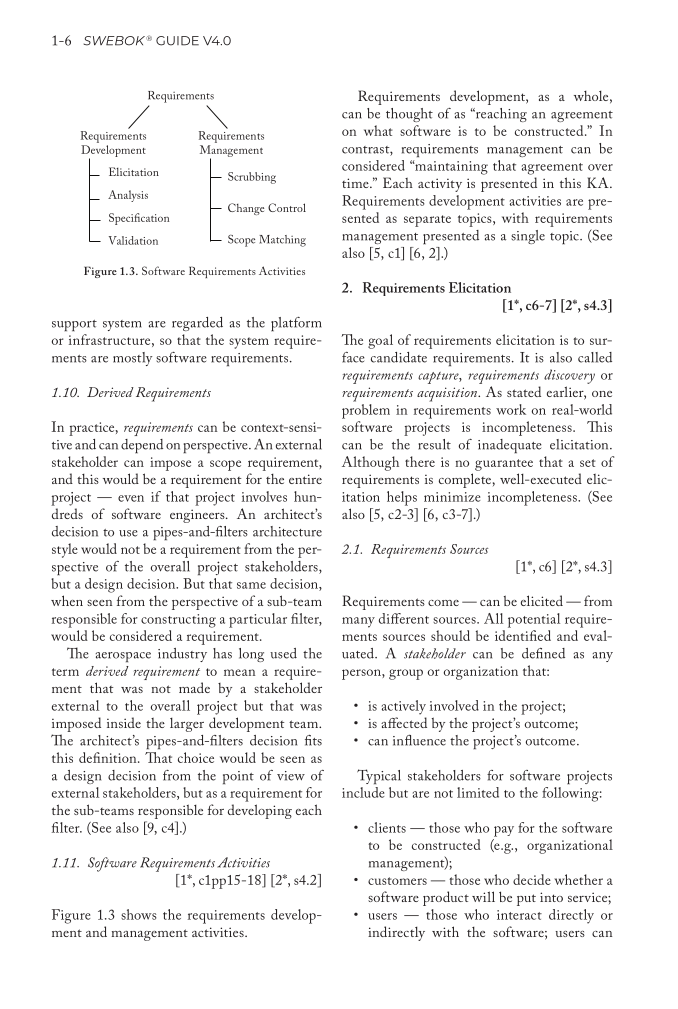 1-6 SWEBOK® GUIDE V4.0
Requirements
Requirements
Development
Elicitation
Analysis
Specification
Validation
Requirements
Management
Scrubbing
Change Control
Scope Matching
Figure 1.3. Software Requirements Activities
support system are regarded as the platform
or infrastructure, so that the system require-
ments are mostly software requirements.
1.10. Derived Requirements
In practice, requirements can be context-sensi-
tive and can depend on perspective. An external
stakeholder can impose a scope requirement,
and this would be a requirement for the entire
project — even if that project involves hun-
dreds of software engineers. An architect's
decision to use a pipes-and-filters architecture
style would not be a requirement from the per-
spective of the overall project stakeholders,
but a design decision. But that same decision,
when seen from the perspective of a sub-team
responsible for constructing a particular filter,
would be considered a requirement.
The aerospace industry has long used the
term derived requirement to mean a require-
ment that was not made by a stakeholder
external to the overall project but that was
imposed inside the larger development team.
The architect's pipes-and-filters decision fits
this definition. That choice would be seen as
a design decision from the point of view of
external stakeholders, but as a requirement for
the sub-teams responsible for developing each
filter. (See also [9, c4].)
1.11. Software Requirements Activities
[1*, c1pp15-18] [2*, s4.2]
Figure 1.3 shows the requirements develop-
ment and management activities.
Requirements development, as a whole,
can be thought of as “reaching an agreement
on what software is to be constructed.” In
contrast, requirements management can be
considered “maintaining that agreement over
time.” Each activity is presented in this KA.
Requirements development activities are pre-
sented as separate topics, with requirements
management presented as a single topic. (See
also [5, c1] [6, 2].)
2. Requirements Elicitation
[1*, c6-7] [2*, s4.3]
The goal of requirements elicitation is to sur-
face candidate requirements. It is also called
requirements capture, requirements discovery or
requirements acquisition. As stated earlier, one
problem in requirements work on real-world
software projects is incompleteness. This
can be the result of inadequate elicitation.
Although there is no guarantee that a set of
requirements is complete, well-executed elic-
itation helps minimize incompleteness. (See
also [5, c2-3] [6, c3-7].)
2.1. Requirements Sources
[1*, c6] [2*, s4.3]
Requirements come — can be elicited — from
many different sources. All potential require-
ments sources should be identified and eval-
uated. A stakeholder can be defined as any
person, group or organization that:
• is actively involved in the project;
• is affected by the project's outcome;
• can influence the project's outcome.
Typical stakeholders for software projects
include but are not limited to the following:
• clients — those who pay for the software
to be constructed (e.g., organizational
management);
• customers — those who decide whether a
software product will be put into service;
• users — those who interact directly or
indirectly with the software; users can